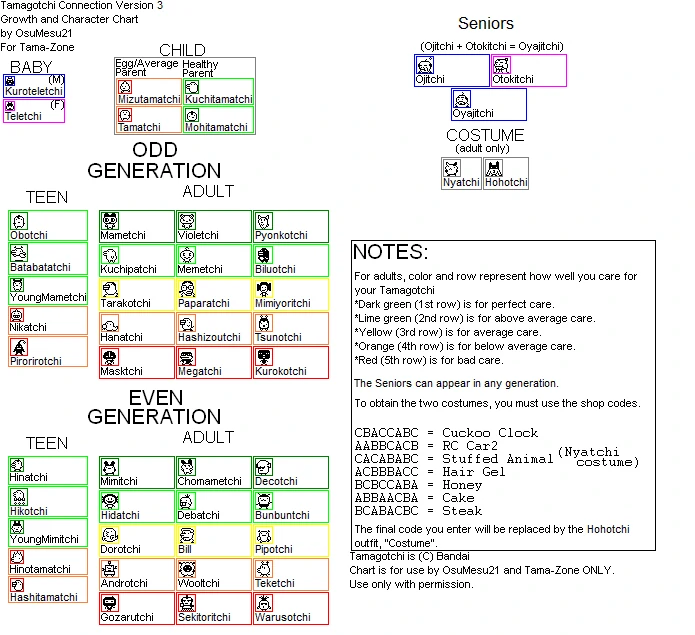 Tamagotchi Connection Version 3
Growth and Character Chart
by OsuMesu21
For Tama-Zone
BABY
(M)
Kuroteletchi
(F)
Teletchi
CHILD
Egg/Average Healthy
Parent Parent
Mizutamatchi Kuchitamatchi
Tamatchi Mohitamatchi
Seniors
(Ojitchi + Otokitchi = Oyajitchi)
Ojitchi Otokitchi
Oyajitchi
COSTUME
(adult only)
Nyatchi Hohotchi
ODD
GENERATION
TEEN
Obotchi
Batabatatchi
YoungMametchi
Nikatchi
Pirorirotchi
ADULT
Mametchi Violetchi Pyonkotchi
Kuchipatchi Memetchi Biluotchi
Tarakotchi Paparatchi Mimiyoritchi
Hanatchi Hashizoutchi Tsunotchi
Masktchi Megatchi Kurokotchi
EVEN
GENERATION
TEEN
Hinatchi
Hikotchi
YoungMimitchi
Hinotamatchi
Hashitamatchi
ADULT
Mimitchi Chomametchi Decotchi
Hidatchi Debatchi Bunbuntchi
Dorotchi Bill Pipotchi
Androtchi Wooltchi Teketchi
Gozarutchi Sekitoritchi Warusotchi
NOTES:
For adults, color and row represent how well you care for
your Tamagotchi
*Dark green (1st row) is for perfect care.
*Lime green (2nd row) is for above average care.
*Yellow (3rd row) is for average care.
*Orange (4th row) is for below average care.
*Red (5th row) is for bad care.
The Seniors can appear in any generation.
To obtain the two costumes, you must use the shop codes.
CBACCABC = Cuckoo Clock
AABBCACB = RC Car2
CACABABC = Stuffed Animal (Nyatchi costume)
ACBBBACC = Hair Gel
BCBCCABA = Honey
ABBAACBA = Cake
BCABACBC = Steak
The final code you enter will be replaced by the Hohotchi
outfit, "Costume".
Tamagotchi is (C) Bandai
Chart is for use by OsuMesu21 and Tama-Zone ONLY.
Use only with permission.